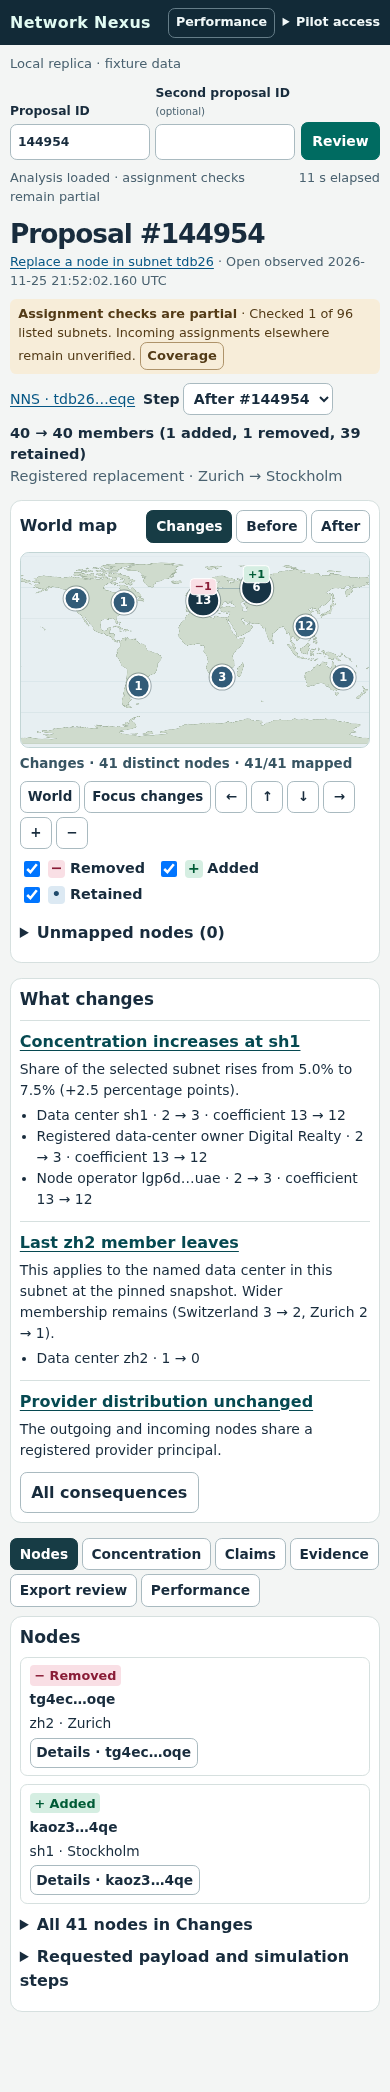 Network Nexus
Performance
▶ Pilot access
Local replica · fixture data
Proposal ID
Second proposal ID
(optional)
144954
Review
Analysis loaded · assignment checks
remain partial
11 s elapsed
Proposal #144954
Replace a node in subnet tdb26 · Open observed 2026-
11-25 21:52:02.160 UTC
Assignment checks are partial · Checked 1 of 96
listed subnets. Incoming assignments elsewhere
remain unverified. Coverage
NNS · tdb26…eqe Step After #144954
40 → 40 members (1 added, 1 removed, 39
retained)
Registered replacement · Zurich → Stockholm
World map
Changes
Before
After
4
1
−1
13
+1
6
12
1
3
1
Changes · 41 distinct nodes · 41/41 mapped
World
Focus changes
←
↑
↓
→
+
−
− Removed
+ Added
• Retained
▶ Unmapped nodes (0)
What changes
Concentration increases at sh1
Share of the selected subnet rises from 5.0% to
7.5% (+2.5 percentage points).
• Data center sh1 · 2 → 3 · coefficient 13 → 12
• Registered data-center owner Digital Realty · 2
→ 3 · coefficient 13 → 12
• Node operator lgp6d…uae · 2 → 3 · coefficient
13 → 12
Last zh2 member leaves
This applies to the named data center in this
subnet at the pinned snapshot. Wider
membership remains (Switzerland 3 → 2, Zurich 2
→ 1).
• Data center zh2 · 1 → 0
Provider distribution unchanged
The outgoing and incoming nodes share a
registered provider principal.
All consequences
Nodes
Concentration
Claims
Evidence
Export review
Performance
Nodes
− Removed
tg4ec…oqe
zh2 · Zurich
Details · tg4ec…oqe
+ Added
kaoz3…4qe
sh1 · Stockholm
Details · kaoz3…4qe
▶ All 41 nodes in Changes
▶ Requested payload and simulation
steps